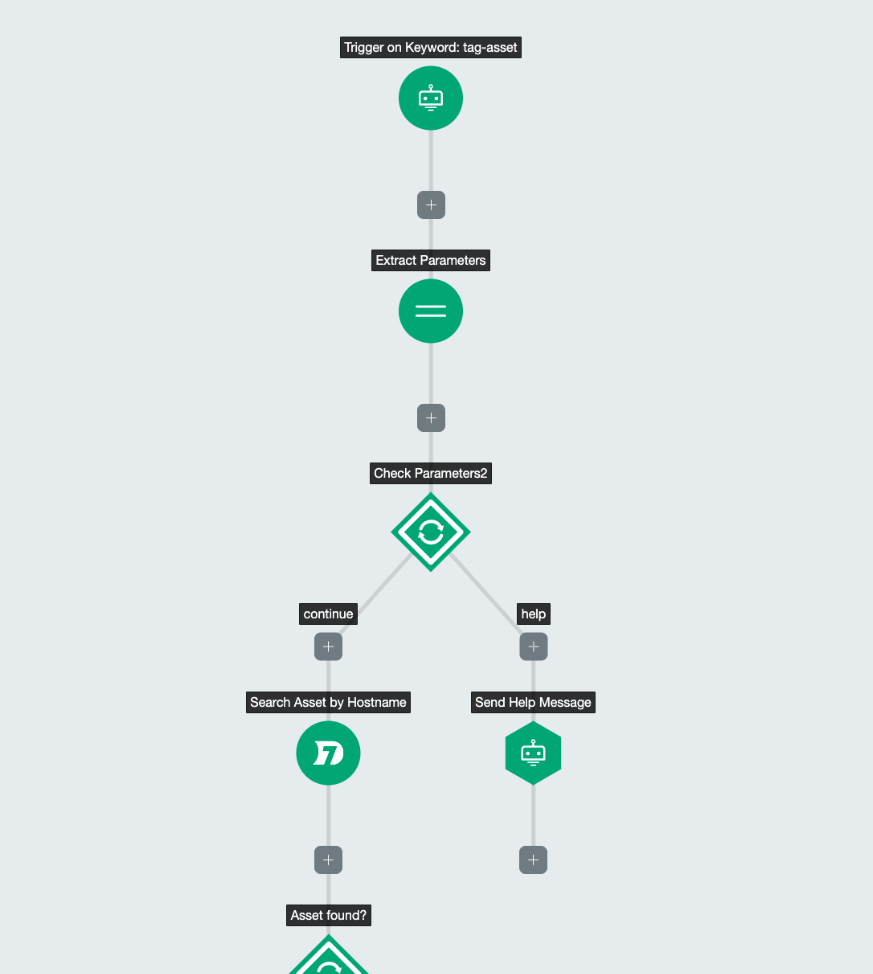 Trigger on Keyword: tag-asset
Extract Parameters
Check Parameters2
continue
help
Search Asset by Hostname
Send Help Message
Asset found?